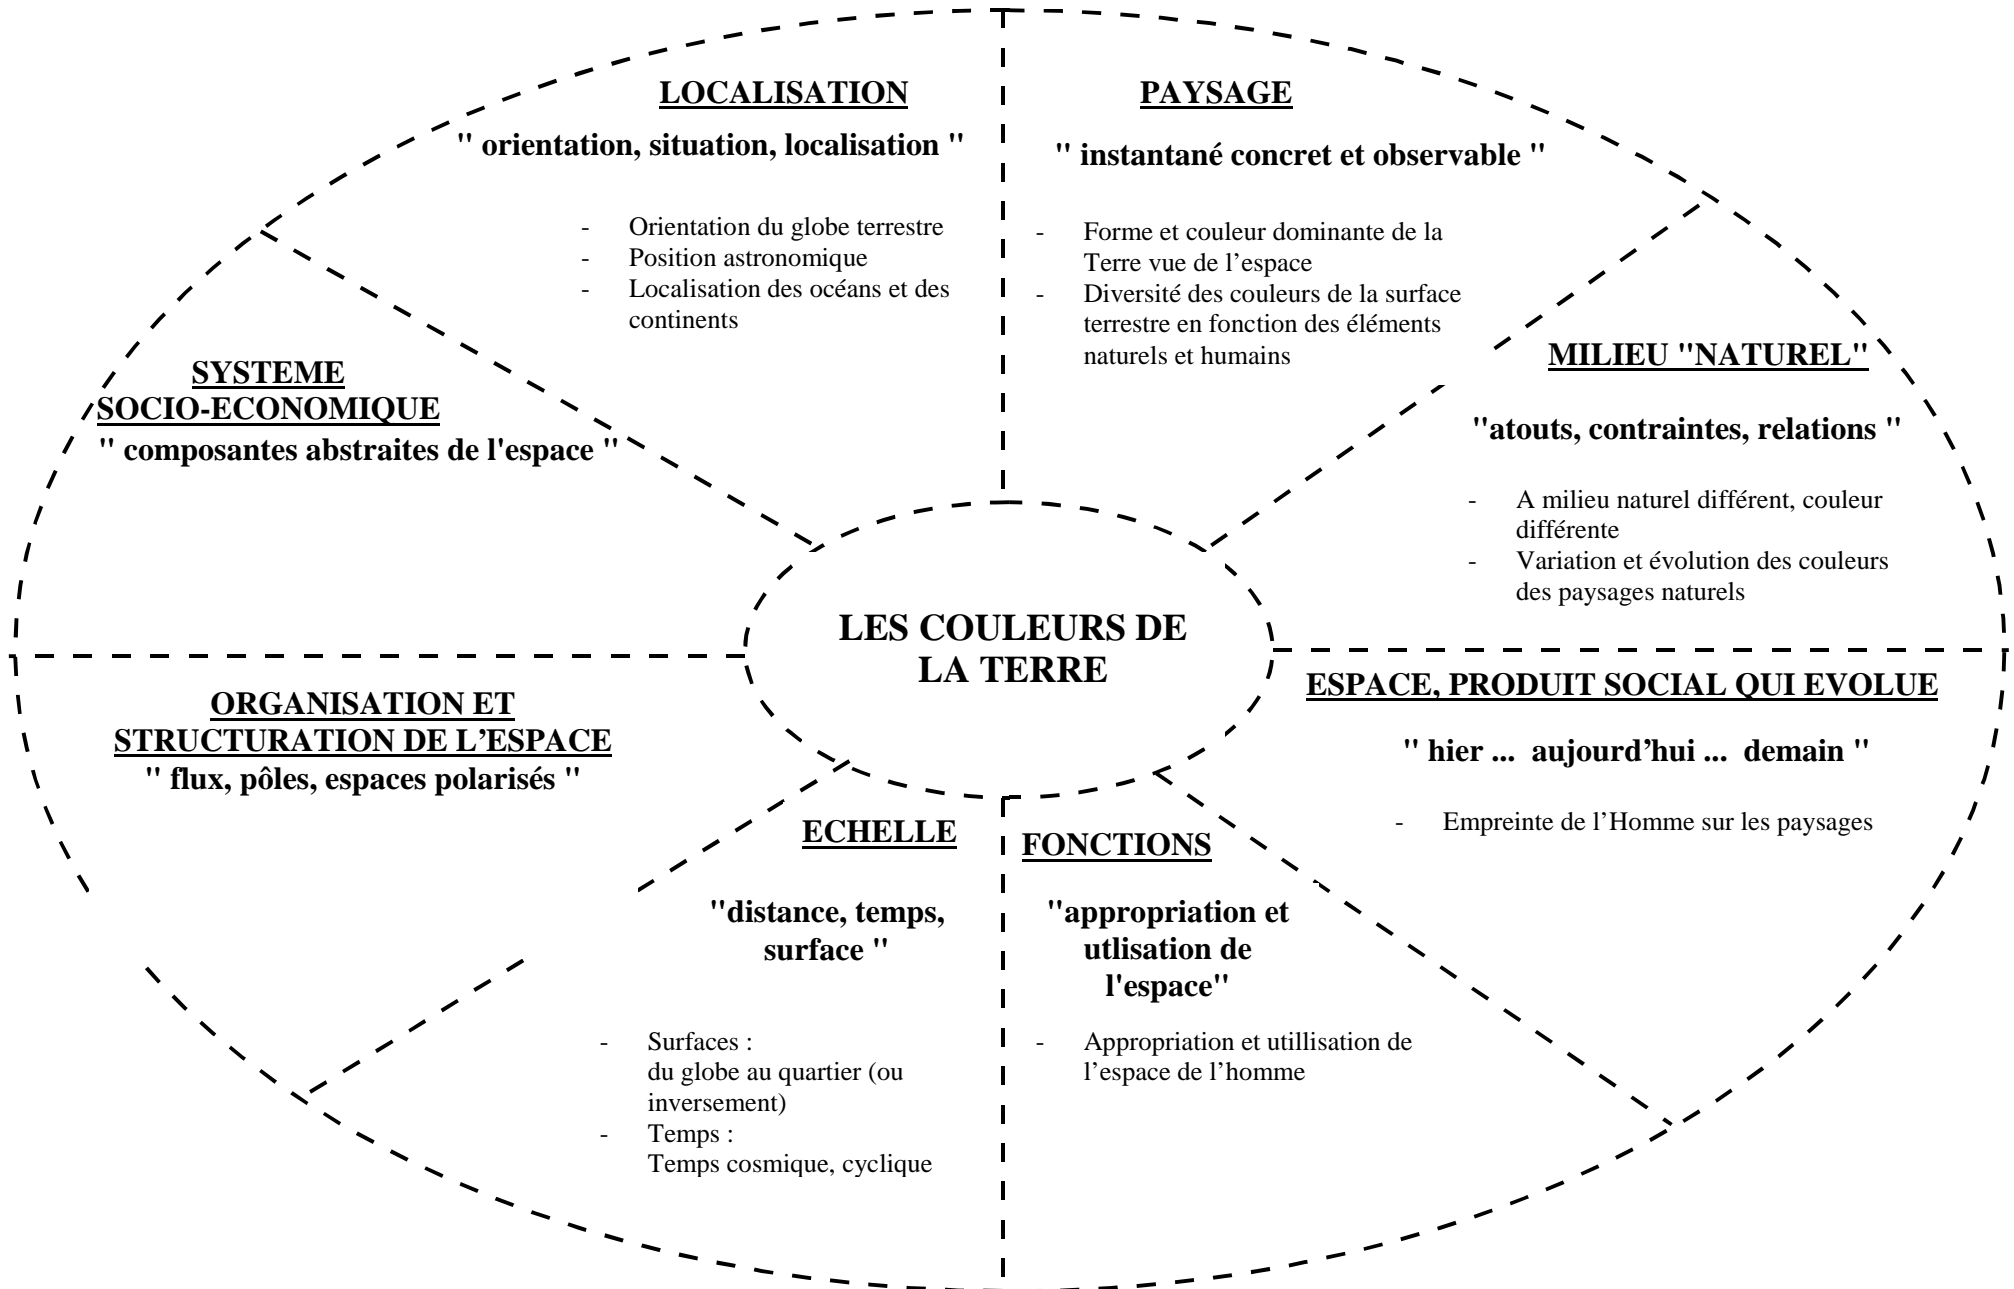 LOCALISATION
" orientation, situation, localisation "
- Orientation du globe terrestre
- Position astronomique
- Localisation des océans et des
continents
PAYSAGE
" instantané concret et observable "
- Forme et couleur dominante de la
Terre vue de l’espace
- Diversité des couleurs de la surface
terrestre en fonction des éléments
naturels et humains
MILIEU "NATUREL"
"atouts, contraintes, relations "
- A milieu naturel différent, couleur
différente
- Variation et évolution des couleurs
des paysages naturels
SYSTEME
SOCIO-ECONOMIQUE
" composantes abstraites de l'espace "
LES COULEURS DE
LA TERRE
ORGANISATION ET
STRUCTURATION DE L’ESPACE
" flux, pôles, espaces polarisés "
ESPACE, PRODUIT SOCIAL QUI EVOLUE
" hier ... aujourd’hui ... demain "
- Empreinte de l’Homme sur les paysages
ECHELLE
"distance, temps,
surface "
- Surfaces :
du globe au quartier (ou
inversement)
- Temps :
Temps cosmique, cyclique
FONCTIONS
"appropriation et
utlisation de
l'espace"
- Appropriation et utillisation de
l’espace de l’homme